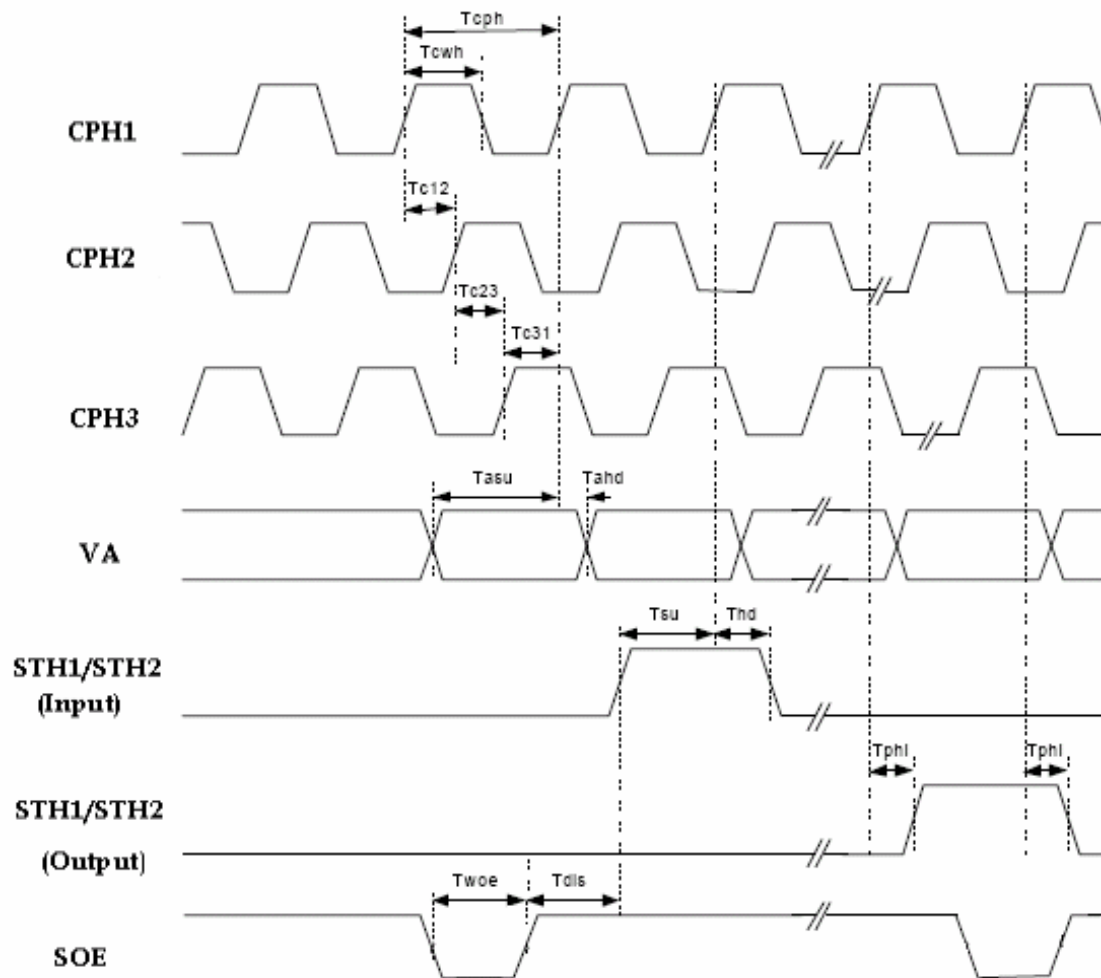 Tcph
Tcwh
CPH1
Tc12
CPH2
Tc23
Tc31
CPH3
Tasu
Tahd
VA
Tsu
Thd
STH1/STH2
(Input)
Tphl
Tphl
STH1/STH2
(Output)
Twoe
Tdis
SOE